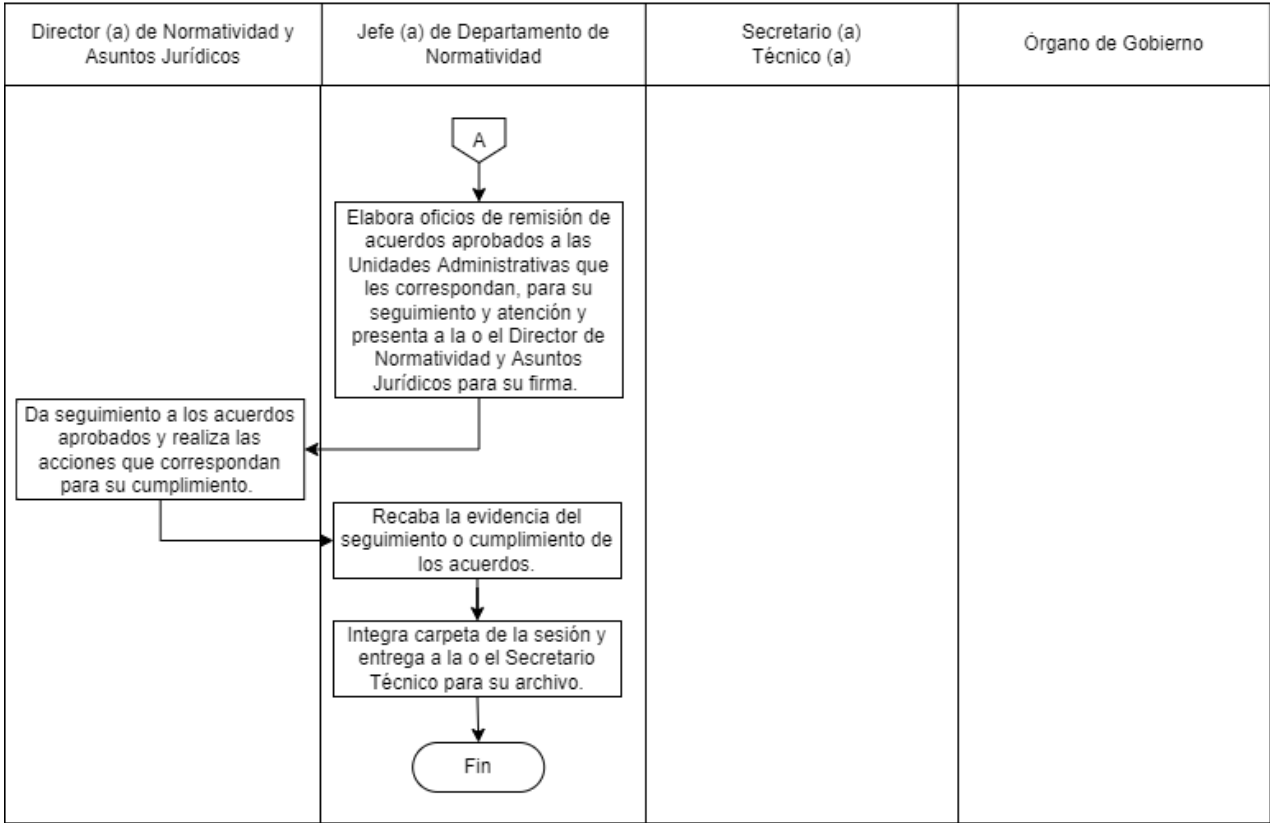 Director (a) de Normatividad y
Asuntos Jurídicos
Jefe (a) de Departamento de
Normatividad
Secretario (a)
Técnico (a)
Órgano de Gobierno
A
Elabora oficios de remisión de
acuerdos aprobados a las
Unidades Administrativas que
les correspondan, para su
seguimiento y atención y
presenta a la o el Director de
Normatividad y Asuntos
Jurídicos para su firma.
Da seguimiento a los acuerdos
aprobados y realiza las
acciones que correspondan
para su cumplimiento.
Recaba la evidencia del
seguimiento o cumplimiento de
los acuerdos.
Integra carpeta de la sesión y
entrega a la o el Secretario
Técnico para su archivo.
Fin